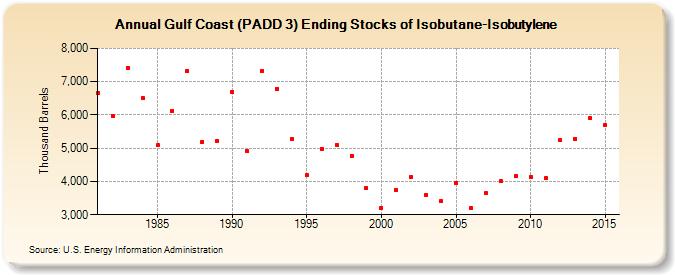 Annual Gulf Coast (PADD 3) Ending Stocks of Isobutane-Isobutylene
Thousand Barrels
8,000
7,000
6,000
5,000
4,000
3,000
1985 1990 1995 2000 2005 2010 2015
Source: U.S. Energy Information Administration